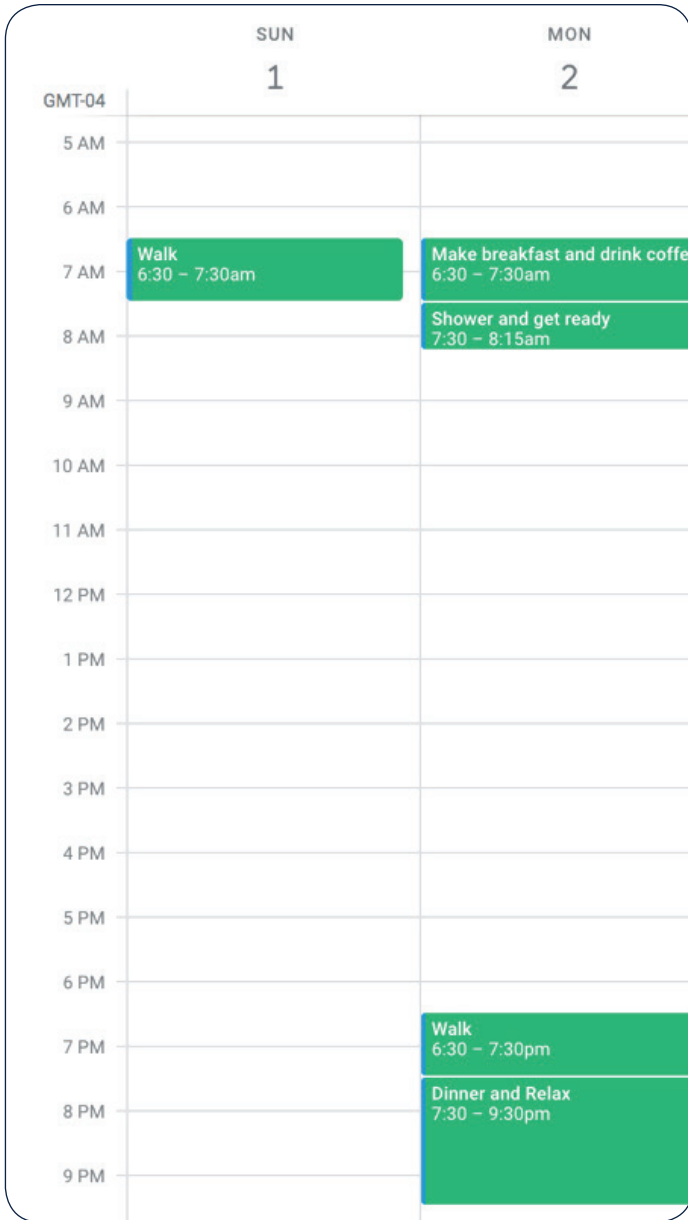 SUN
MON
1
2
GMT-04
5 AM
6 AM
Walk
6:30 – 7:30am
Make breakfast and drink coffe
6:30 – 7:30am
7 AM
Shower and get ready
7:30 – 8:15am
8 AM
9 AM
10 AM
11 AM
12 PM
1 PM
2 PM
3 PM
4 PM
5 PM
6 PM
Walk
6:30 – 7:30pm
7 PM
Dinner and Relax
7:30 – 9:30pm
8 PM
9 PM